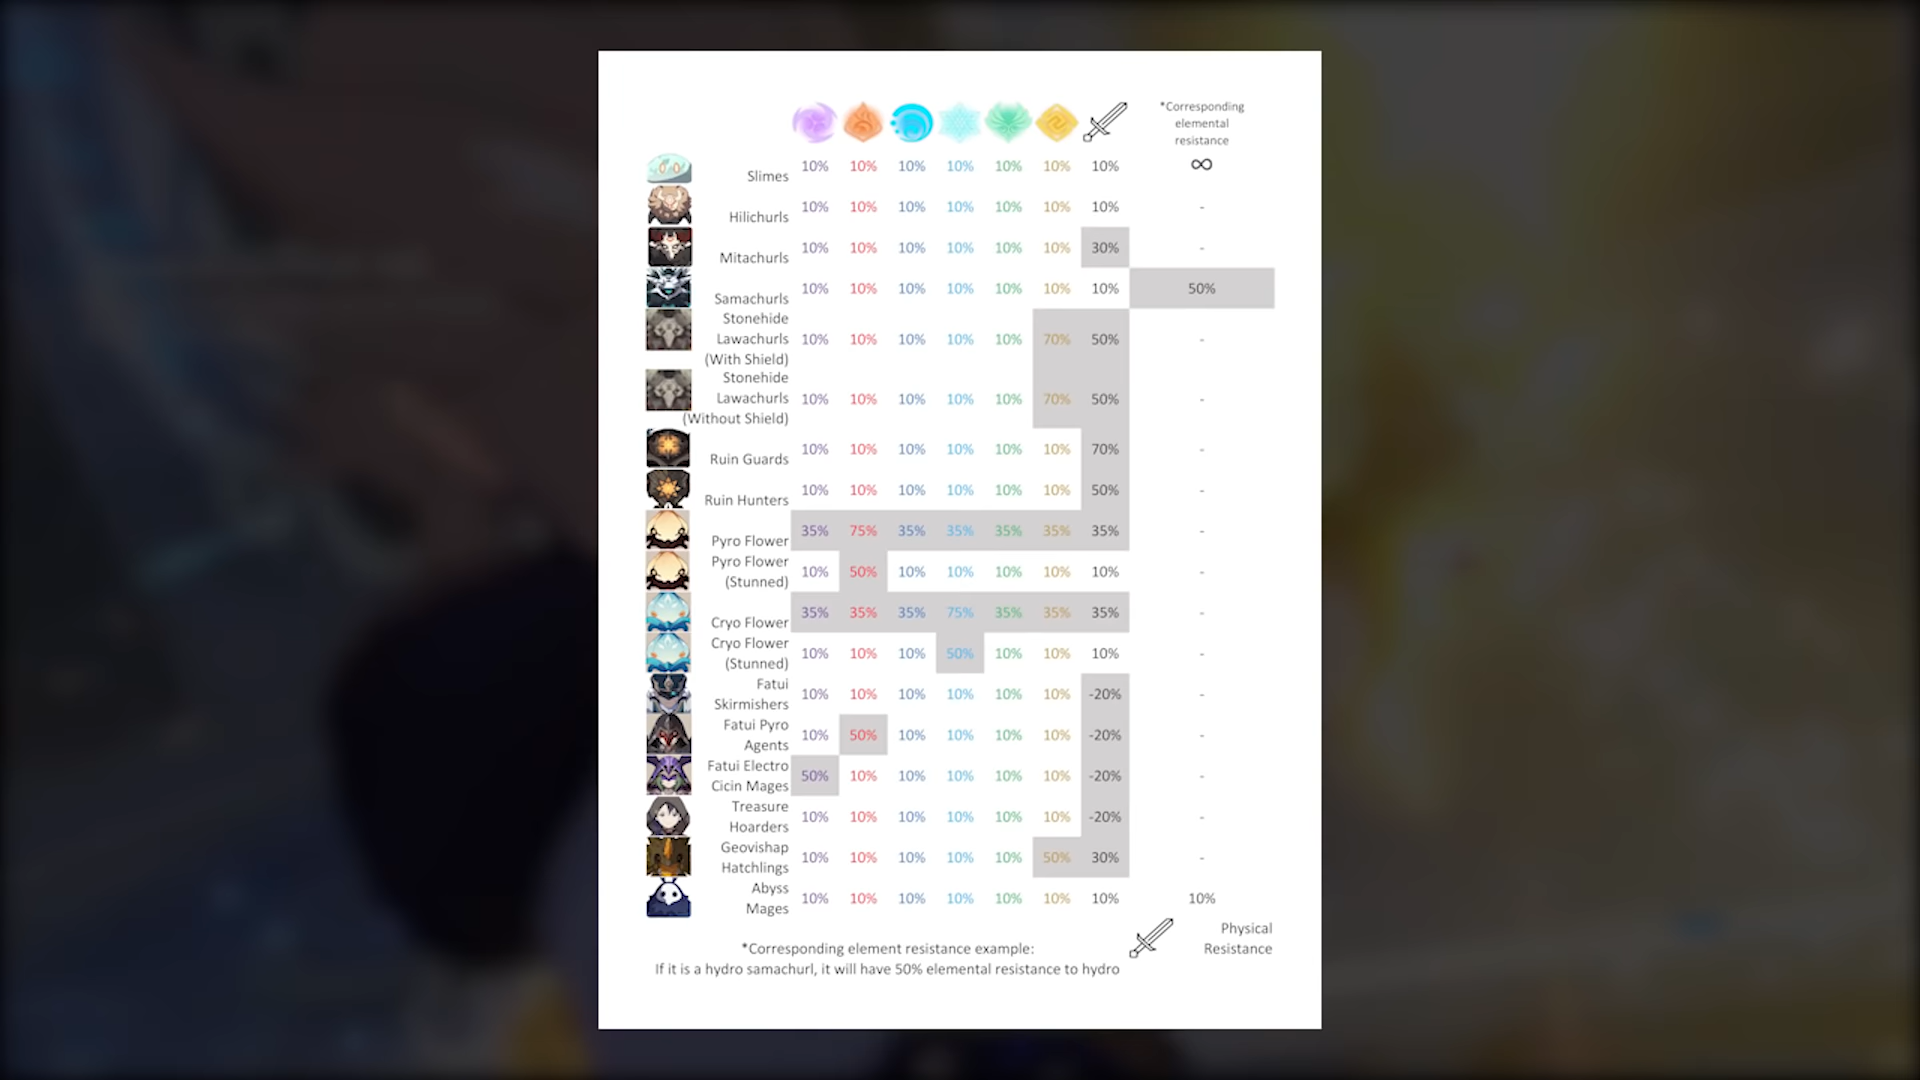 *Corresponding
elemental
resistance
Slimes 10% 10% 10% 10% 10% 10% 10% ∞
Hilichurls 10% 10% 10% 10% 10% 10% 10% -
Mitachurls 10% 10% 10% 10% 10% 10% 30% -
Samachurls 10% 10% 10% 10% 10% 10% 10% 50%
Stonehide
Lawachurls 10% 10% 10% 10% 10% 70% 50% -
(With Shield)
Stonehide
Lawachurls 10% 10% 10% 10% 10% 70% 50% -
(Without Shield)
Ruin Guards 10% 10% 10% 10% 10% 10% 70% -
Ruin Hunters 10% 10% 10% 10% 10% 10% 50% -
Pyro Flower 35% 75% 35% 35% 35% 35% 35% -
Pyro Flower
(Stunned) 10% 50% 10% 10% 10% 10% 10% -
Cryo Flower 35% 35% 35% 75% 35% 35% 35% -
Cryo Flower
(Stunned) 10% 10% 10% 50% 10% 10% 10% -
Fatui
Skirmishers 10% 10% 10% 10% 10% 10% -20% -
Fatui Pyro
Agents 10% 50% 10% 10% 10% 10% -20% -
Fatui Electro
Cicin Mages 50% 10% 10% 10% 10% 10% -20% -
Treasure
Hoarders 10% 10% 10% 10% 10% 10% -20% -
Geovishap
Hatchlings 10% 10% 10% 10% 10% 50% 30% -
Abyss
Mages 10% 10% 10% 10% 10% 10% 10% 10%
Physical
Resistance
*Corresponding element resistance example:
If it is a hydro samachurl, it will have 50% elemental resistance to hydro